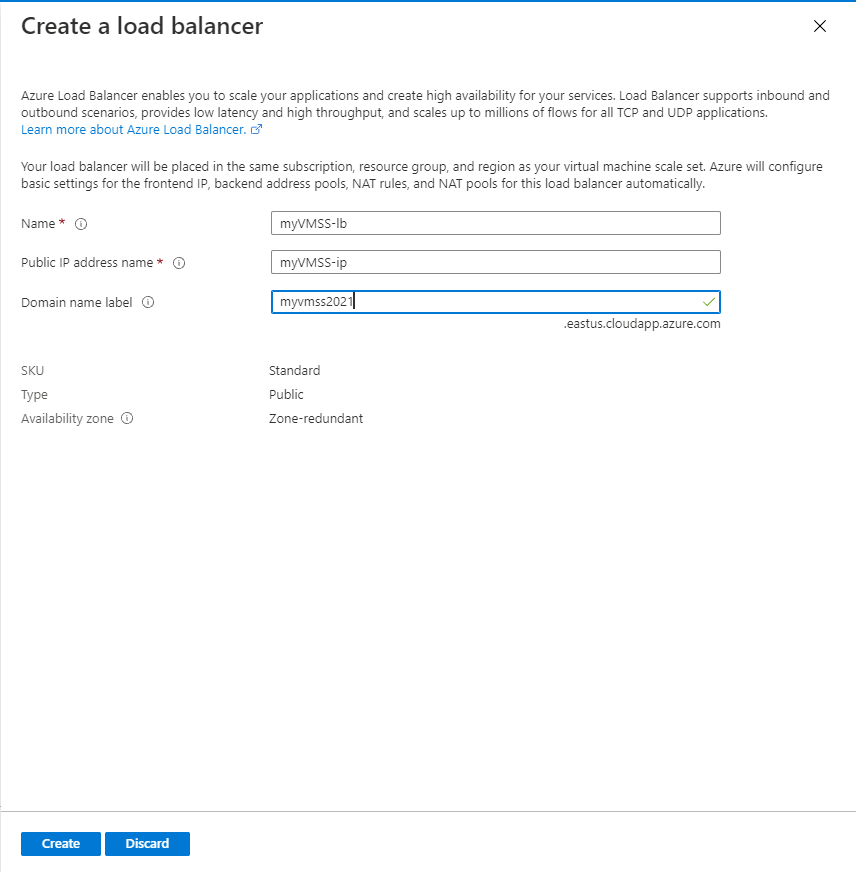 Create a load balancer
Azure Load Balancer enables you to scale your applications and create high availability for your services. Load Balancer supports inbound and
outbound scenarios, provides low latency and high throughput, and scales up to millions of flows for all TCP and UDP applications.
Learn more about Azure Load Balancer.
Your load balancer will be placed in the same subscription, resource group, and region as your virtual machine scale set. Azure will configure
basic settings for the frontend IP, backend address pools, NAT rules, and NAT pools for this load balancer automatically.
Name * myVMSS-lb
Public IP address name * myVMSS-ip
Domain name label myvmss2021
.eastus.cloudapp.azure.com
SKU Standard
Type Public
Availability zone Zone-redundant
Create Discard